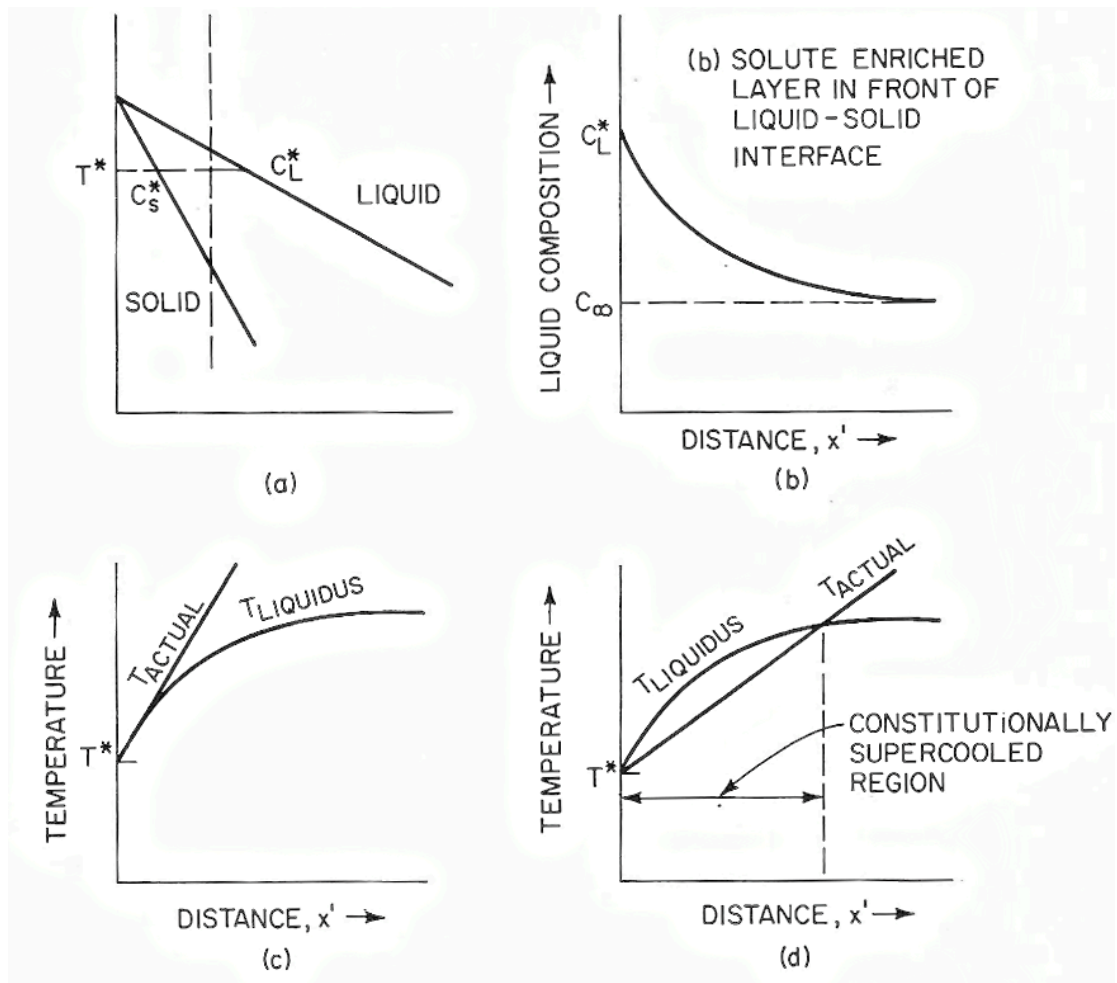 T*
C*S
C*L
LIQUID
SOLID
(a)
(b) SOLUTE ENRICHED
LAYER IN FRONT OF
LIQUID-SOLID
INTERFACE
LIQUID COMPOSITION
C*L
C∞
DISTANCE, x'
(b)
TEMPERATURE
TACTUAL
TLIQUIDUS
T*
DISTANCE, x'
(c)
TEMPERATURE
TLIQUIDUS
TACTUAL
CONSTITUTiONALLY
SUPERCOOLED
REGION
T*
DISTANCE, x'
(d)